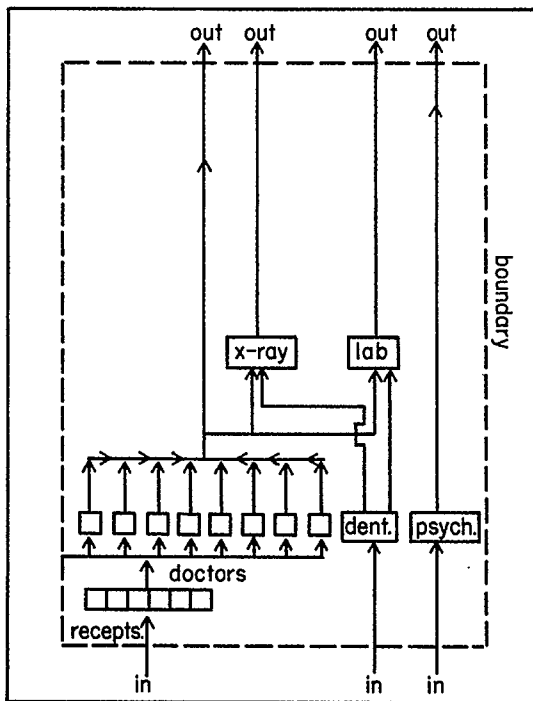 out out out out
boundary
x-ray lab
dent. psych.
doctors
recepts.
in in in